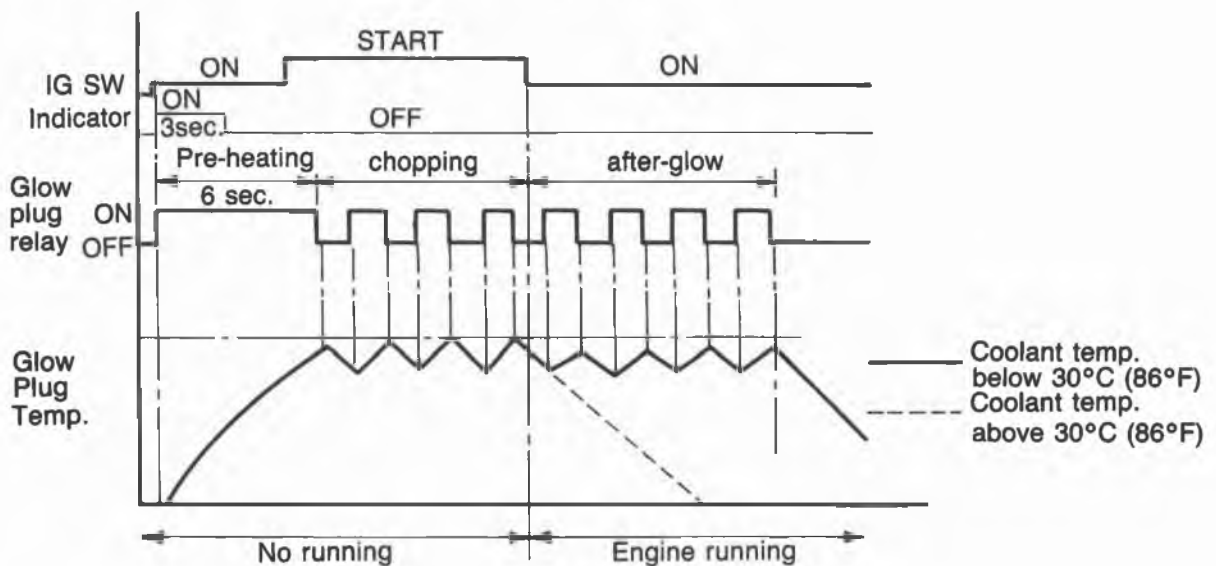 START
ON
ON
IG SW
ON
Indicator
3sec.
OFF
Pre-heating
chopping
after-glow
6 sec.
Glow
plug
relay
ON
OFF
Glow
Plug
Temp.
Coolant temp.
below 30°C (86°F)
Coolant temp.
above 30°C (86°F)
No running
Engine running